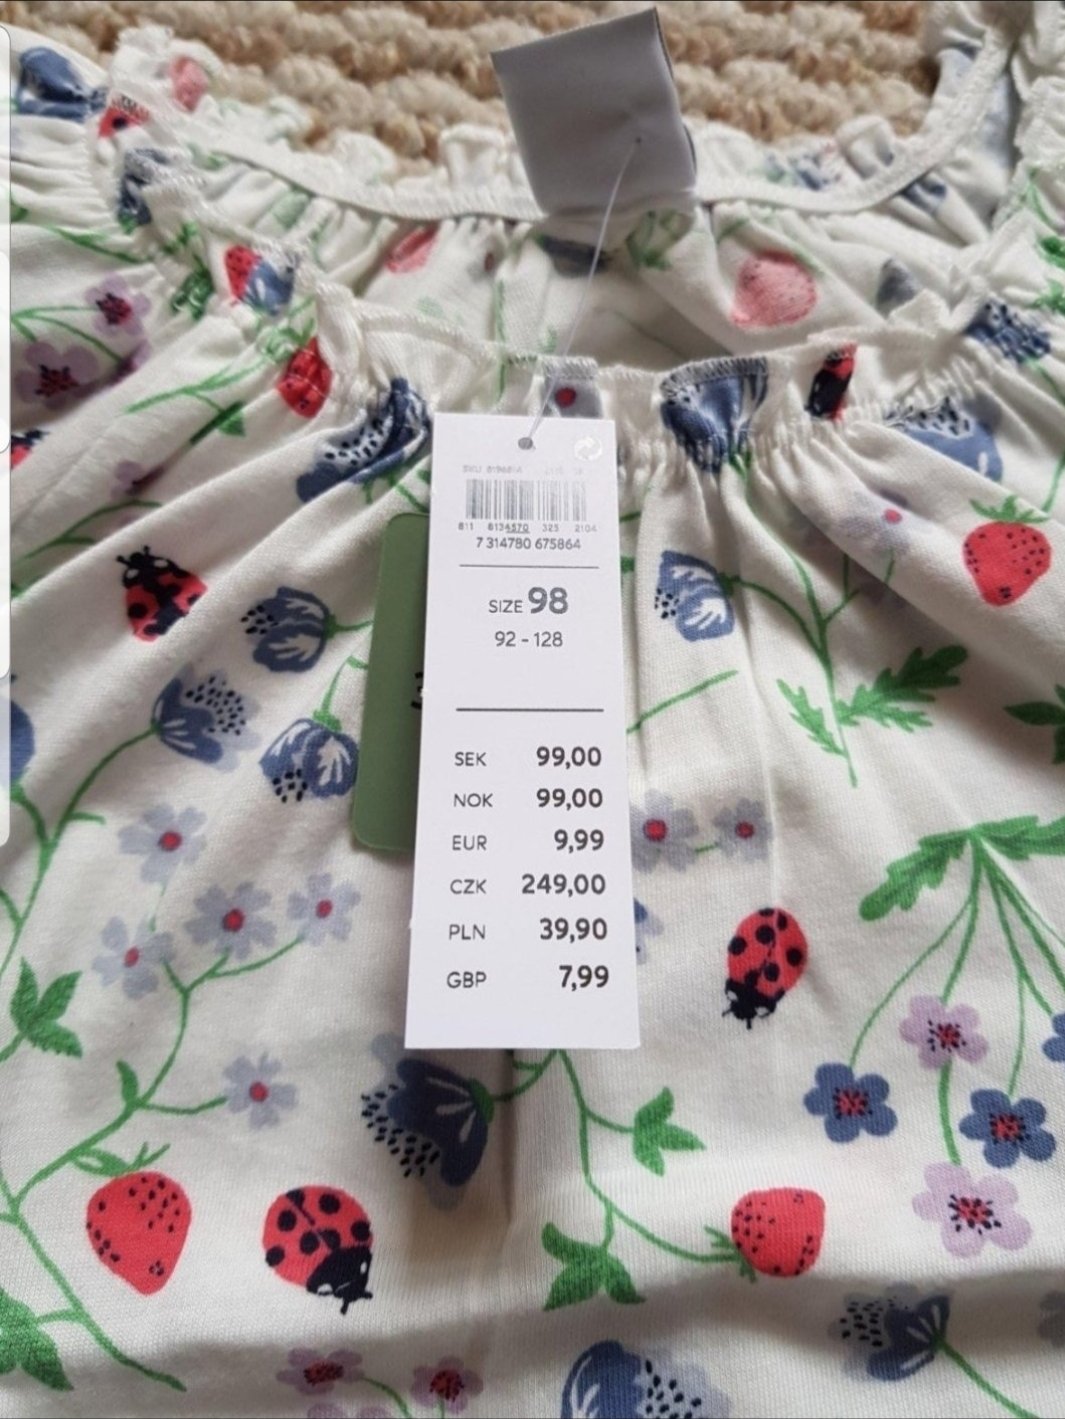 811 8134570 325 2104
7 314780 675864
SIZE 98
92 - 128
SEK 99,00
NOK 99,00
EUR 9,99
CZK 249,00
PLN 39,90
GBP 7,99